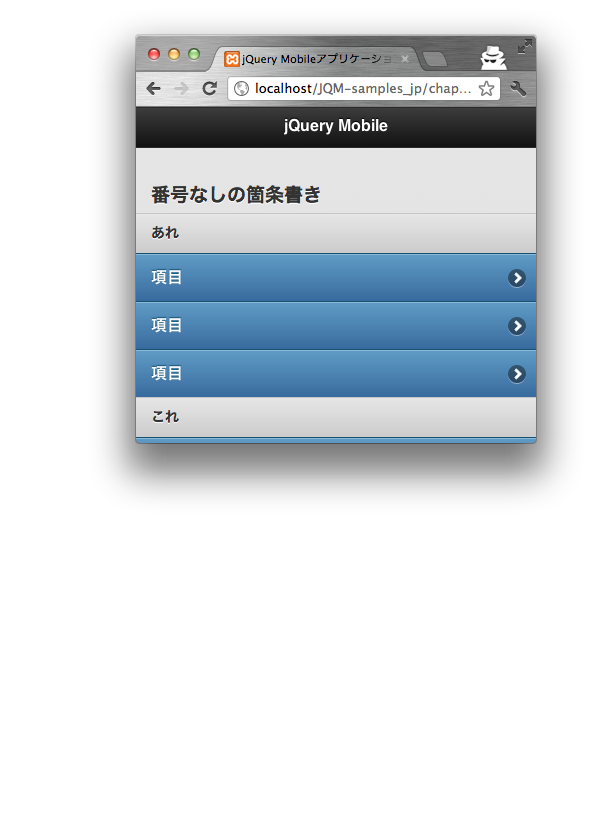 jQuery Mobileアプリケーショ
localhost/JQM-samples_jp/chap...
jQuery Mobile
番号なしの箇条書き
あれ
項目
項目
項目
これ